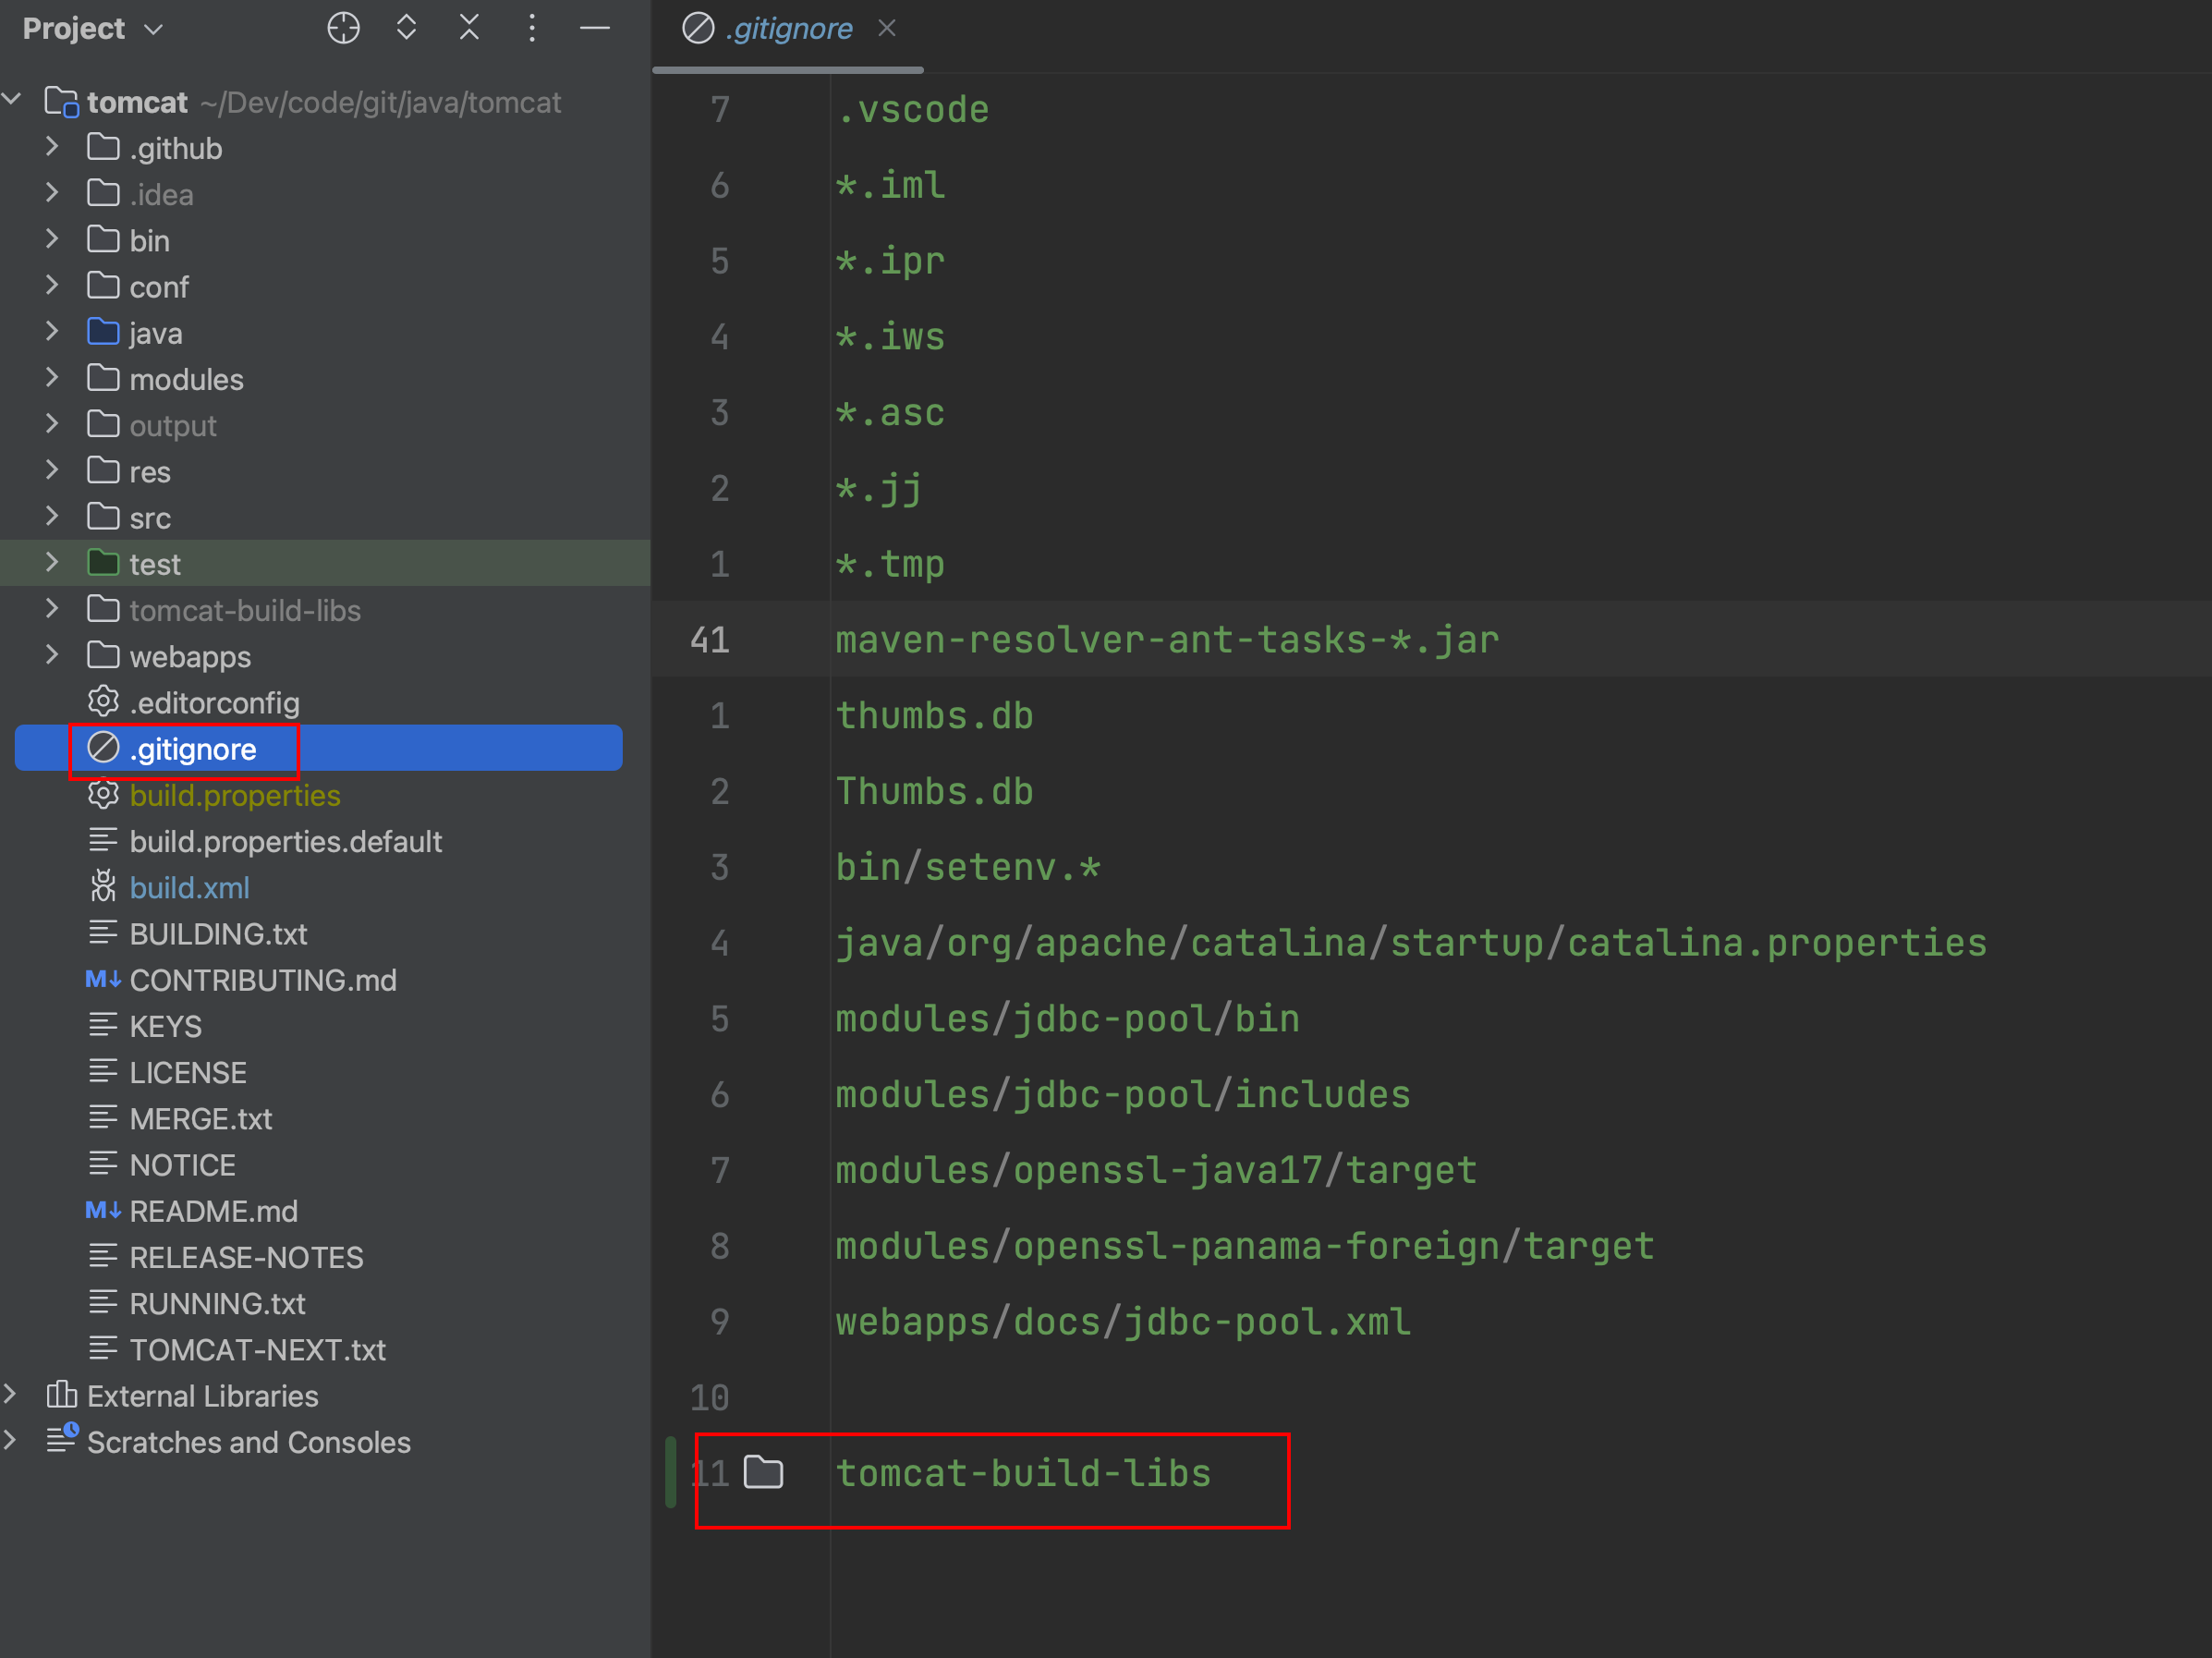 Project
tomcat ~/Dev/code/git/java/tomcat
.github
.idea
bin
conf
java
modules
output
res
src
test
tomcat-build-libs
webapps
.editorconfig
.gitignore
build.properties
build.properties.default
build.xml
BUILDING.txt
M↓ CONTRIBUTING.md
KEYS
LICENSE
MERGE.txt
NOTICE
M↓ README.md
RELEASE-NOTES
RUNNING.txt
TOMCAT-NEXT.txt
External Libraries
Scratches and Consoles
.gitignore
7 .vscode
6 *.iml
5 *.ipr
4 *.iws
3 *.asc
2 *.jj
1 *.tmp
41 maven-resolver-ant-tasks-*.jar
1 thumbs.db
2 Thumbs.db
3 bin/setenv.*
4 java/org/apache/catalina/startup/catalina.properties
5 modules/jdbc-pool/bin
6 modules/jdbc-pool/includes
7 modules/openssl-java17/target
8 modules/openssl-panama-foreign/target
9 webapps/docs/jdbc-pool.xml
10
11 tomcat-build-libs